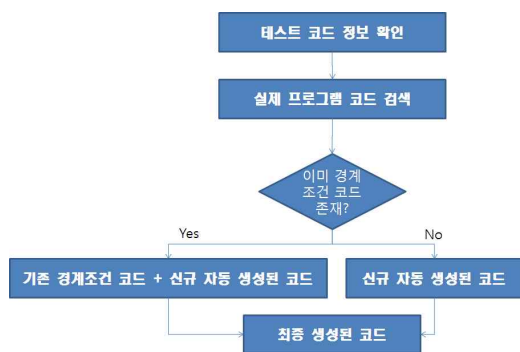 테스트 코드 정보 확인
실제 프로그램 코드 검색
이미 경계
조건 코드
존재?
Yes
No
기존 경계조건 코드 + 신규 자동 생성된 코드
신규 자동 생성된 코드
최종 생성된 코드